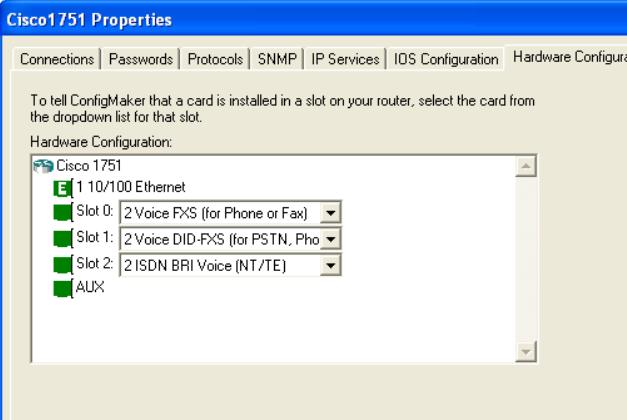 Cisco1751 Properties
Connections Passwords Protocols SNMP IP Services IOS Configuration Hardware Configura
To tell ConfigMaker that a card is installed in a slot on your router, select the card from
the dropdown list for that slot.
Hardware Configuration:
Cisco 1751
E 1 10/100 Ethernet
Slot 0: 2 Voice FXS (for Phone or Fax)
Slot 1: 2 Voice DID-FXS (for PSTN, Pho
Slot 2: 2 ISDN BRI Voice (NT/TE)
AUX